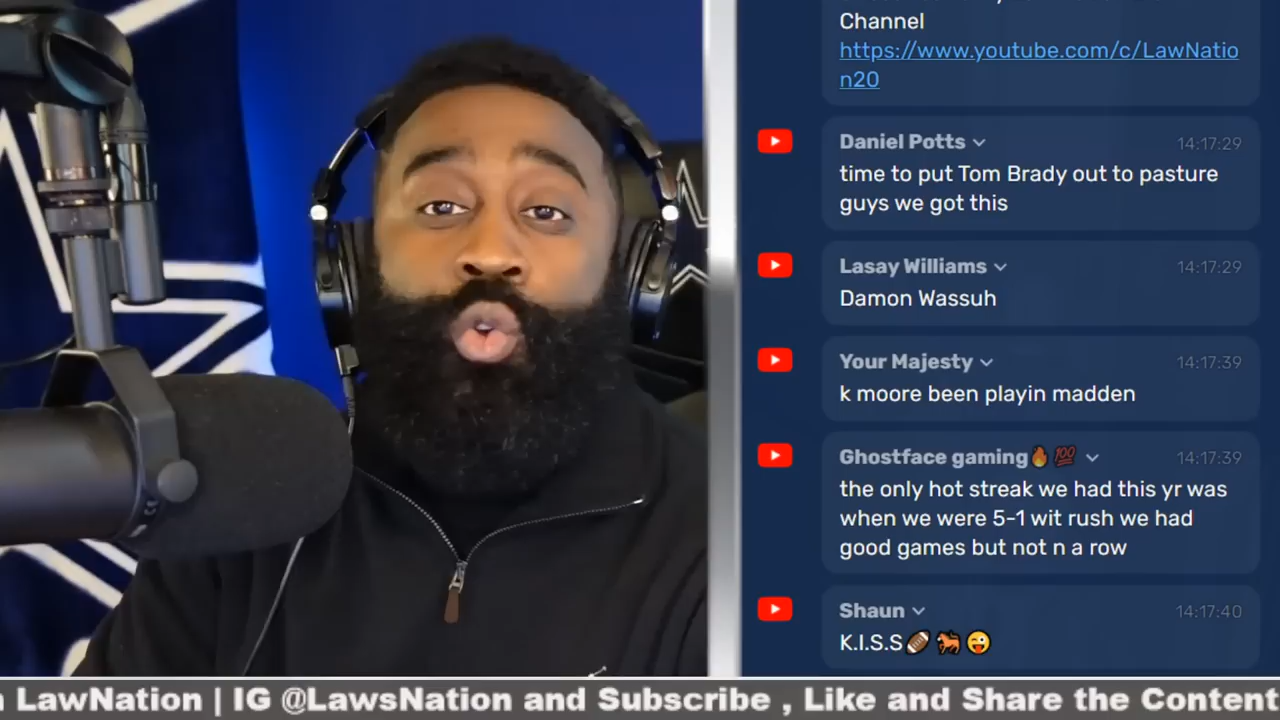 Channel
https://www.youtube.com/c/LawNatio
n20
Daniel Potts 14:17:29
time to put Tom Brady out to pasture
guys we got this
Lasay Williams 14:17:29
Damon Wassuh
Your Majesty 14:17:39
k moore been playin madden
Ghostface gaming🔥💯 14:17:39
the only hot streak we had this yr was
when we were 5-1 wit rush we had
good games but not n a row
Shaun 14:17:40
K.I.S.S🏈🐎😜
LawNation | IG @LawsNation and Subscribe , Like and Share the Content